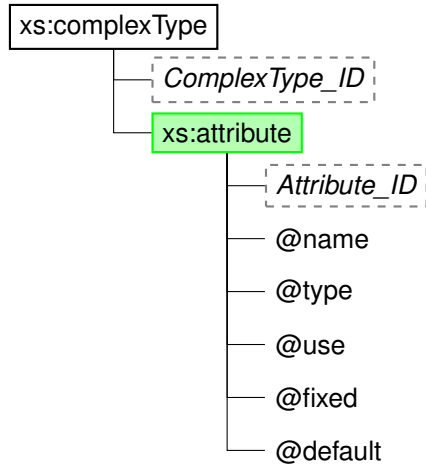 xs:complexType
ComplexType_ID
xs:attribute
Attribute_ID
@name
@type
@use
@fixed
@default